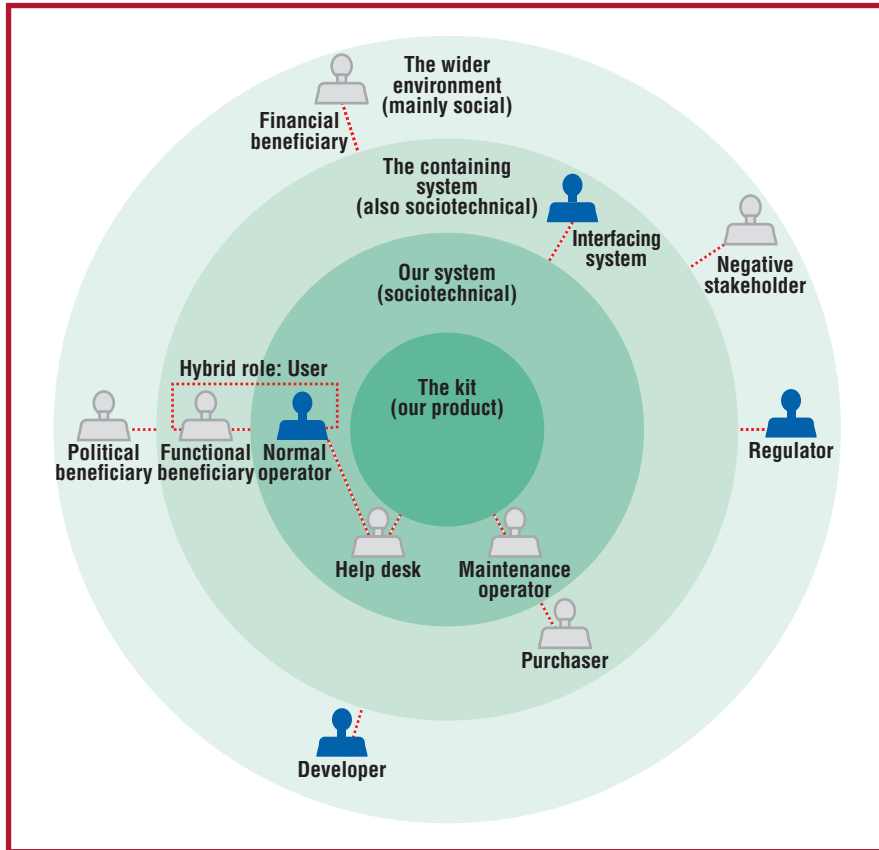 The wider
environment
(mainly social)
Financial
beneficiary
The containing
system
(also sociotechnical)
Interfacing
system
Negative
stakeholder
Our system
(sociotechnical)
Hybrid role: User
The kit
(our product)
Political
beneficiary
Functional
beneficiary
Normal
operator
Regulator
Help desk
Maintenance
operator
Purchaser
Developer